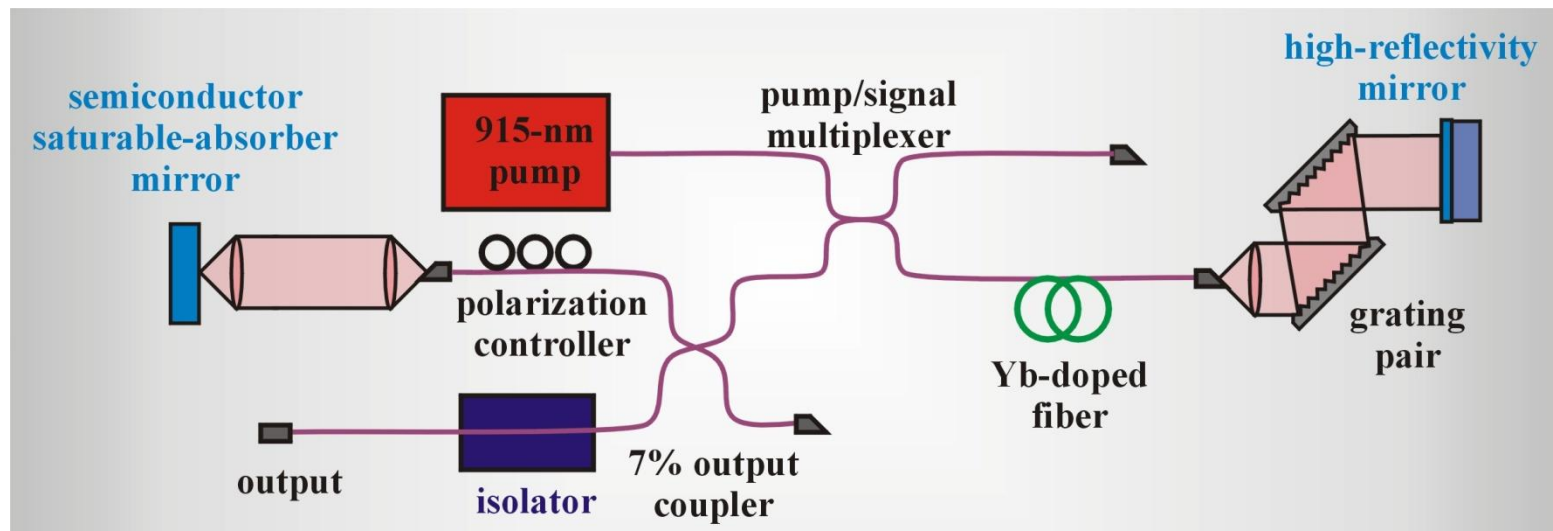 semiconductor
saturable-absorber
mirror
915-nm
pump
pump/signal
multiplexer
high-reflectivity
mirror
polarization
controller
Yb-doped
fiber
grating
pair
output
isolator
7% output
coupler